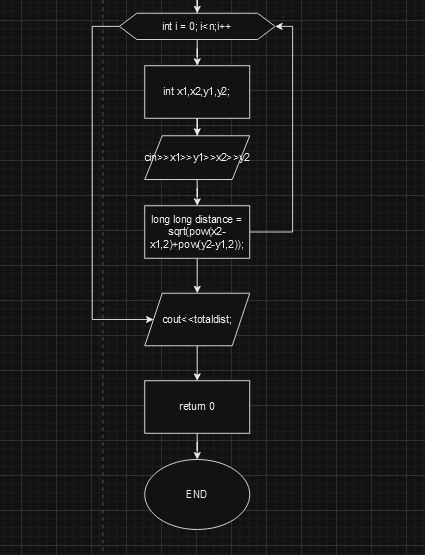 int i = 0; i<n;i++
int x1,x2,y1,y2;
cin>>x1>>y1>>x2>>y2
long long distance =
sqrt(pow(x2-
x1,2)+pow(y2-y1,2));
cout<<totaldist;
return 0
END